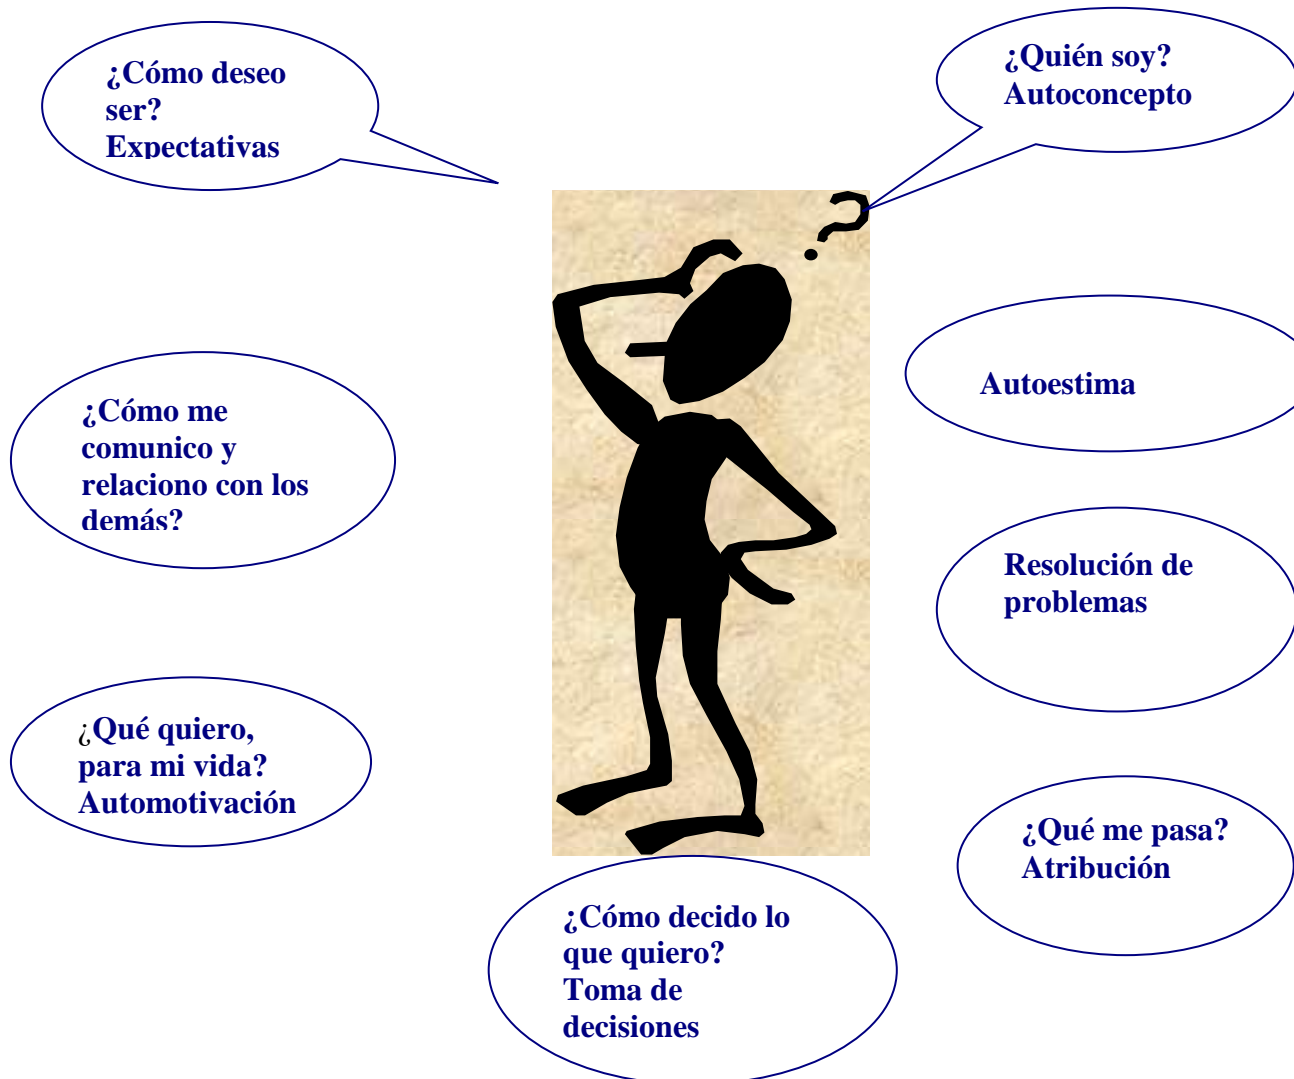 ¿Cómo deseo
ser?
Expectativas
¿Quién soy?
Autoconcepto
Autoestima
¿Cómo me
comunico y
relaciono con los
demás?
Resolución de
problemas
¿Qué quiero,
para mi vida?
Automotivación
¿Qué me pasa?
Atribución
¿Cómo decido lo
que quiero?
Toma de
decisiones
?